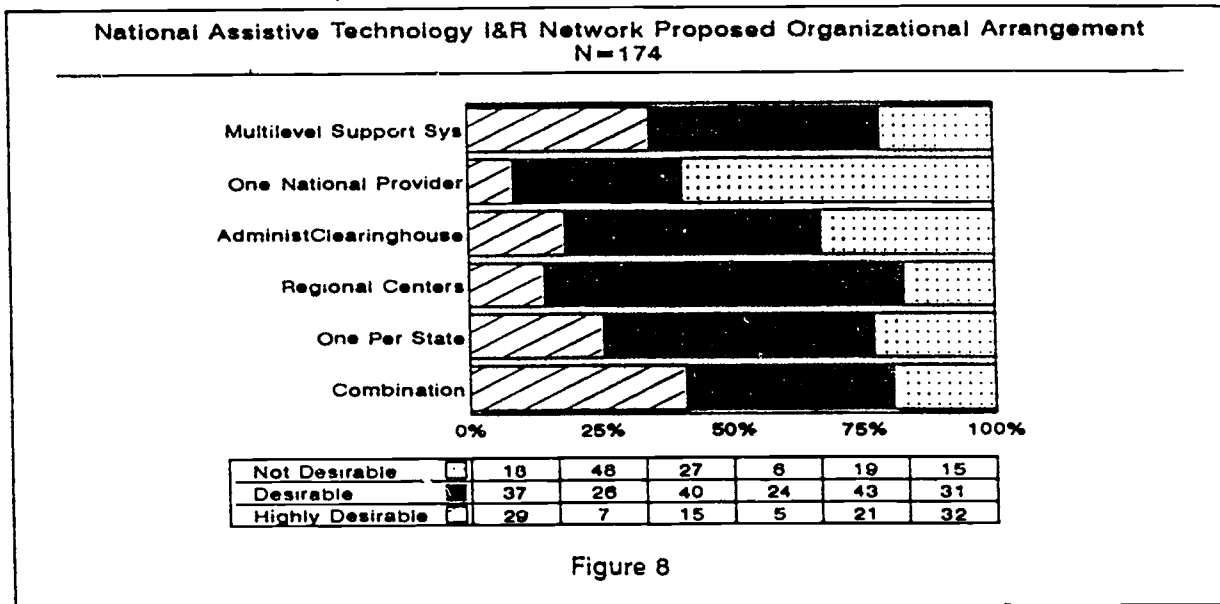 National Assistive Technology I&R Network Proposed Organizational Arrangement
N=174
Multilevel Support Sys
One National Provider
AdministClearinghouse
Regional Centers
One Per State
Combination
0% 25% 50% 75% 100%
Not Desirable 18 48 27 6 19 15
Desirable 37 26 40 24 43 31
Highly Desirable 29 7 15 5 21 32
Figure 8